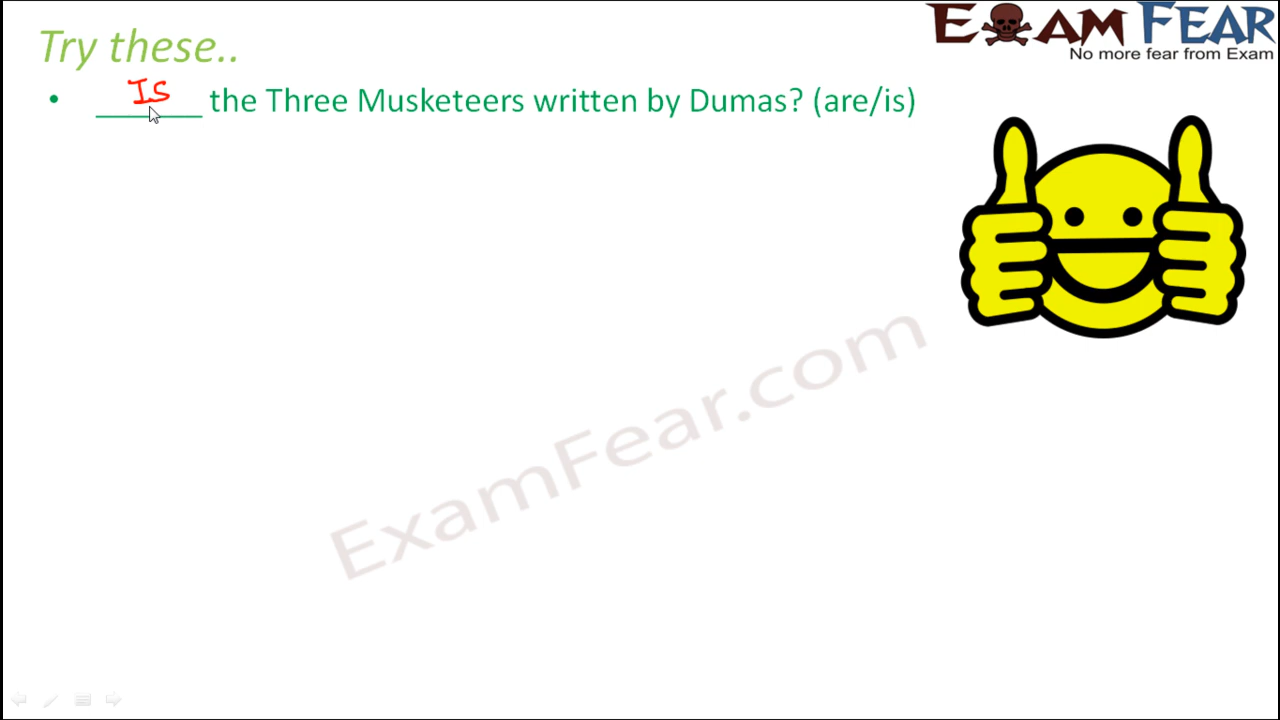 EXAM FEAR
No more fear from Exam
Try these..
• IS the Three Musketeers written by Dumas? (are/is)
ExamFear.com